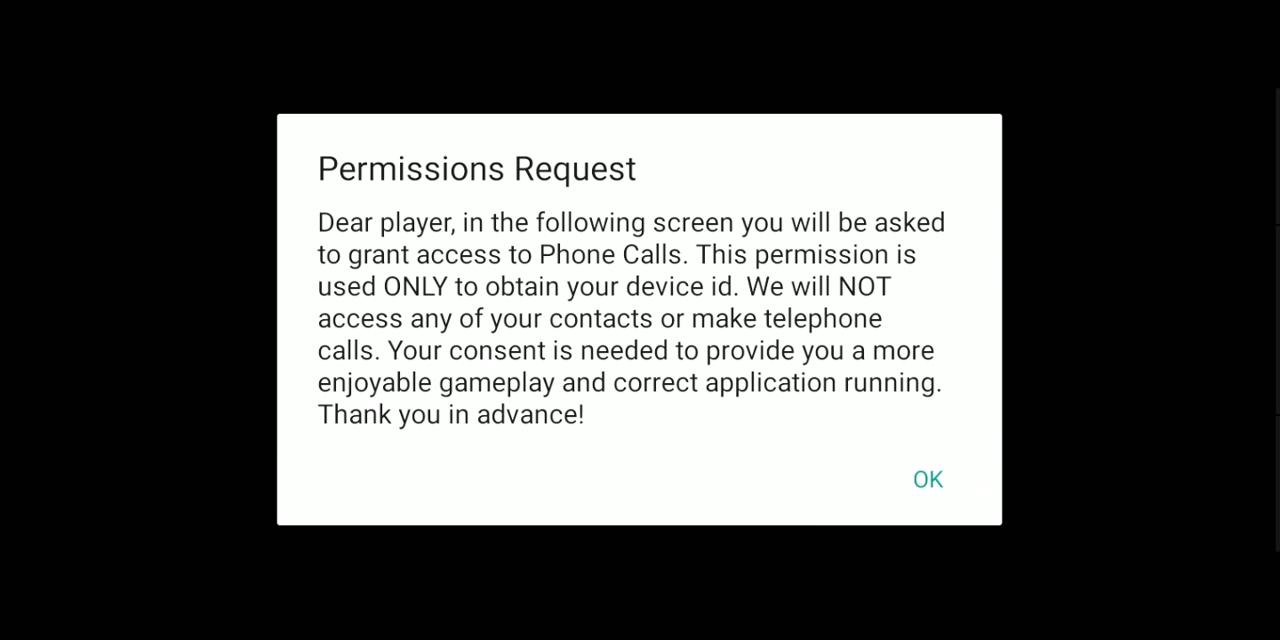 Permissions Request
Dear player, in the following screen you will be asked
to grant access to Phone Calls. This permission is
used ONLY to obtain your device id. We will NOT
access any of your contacts or make telephone
calls. Your consent is needed to provide you a more
enjoyable gameplay and correct application running.
Thank you in advance!
OK